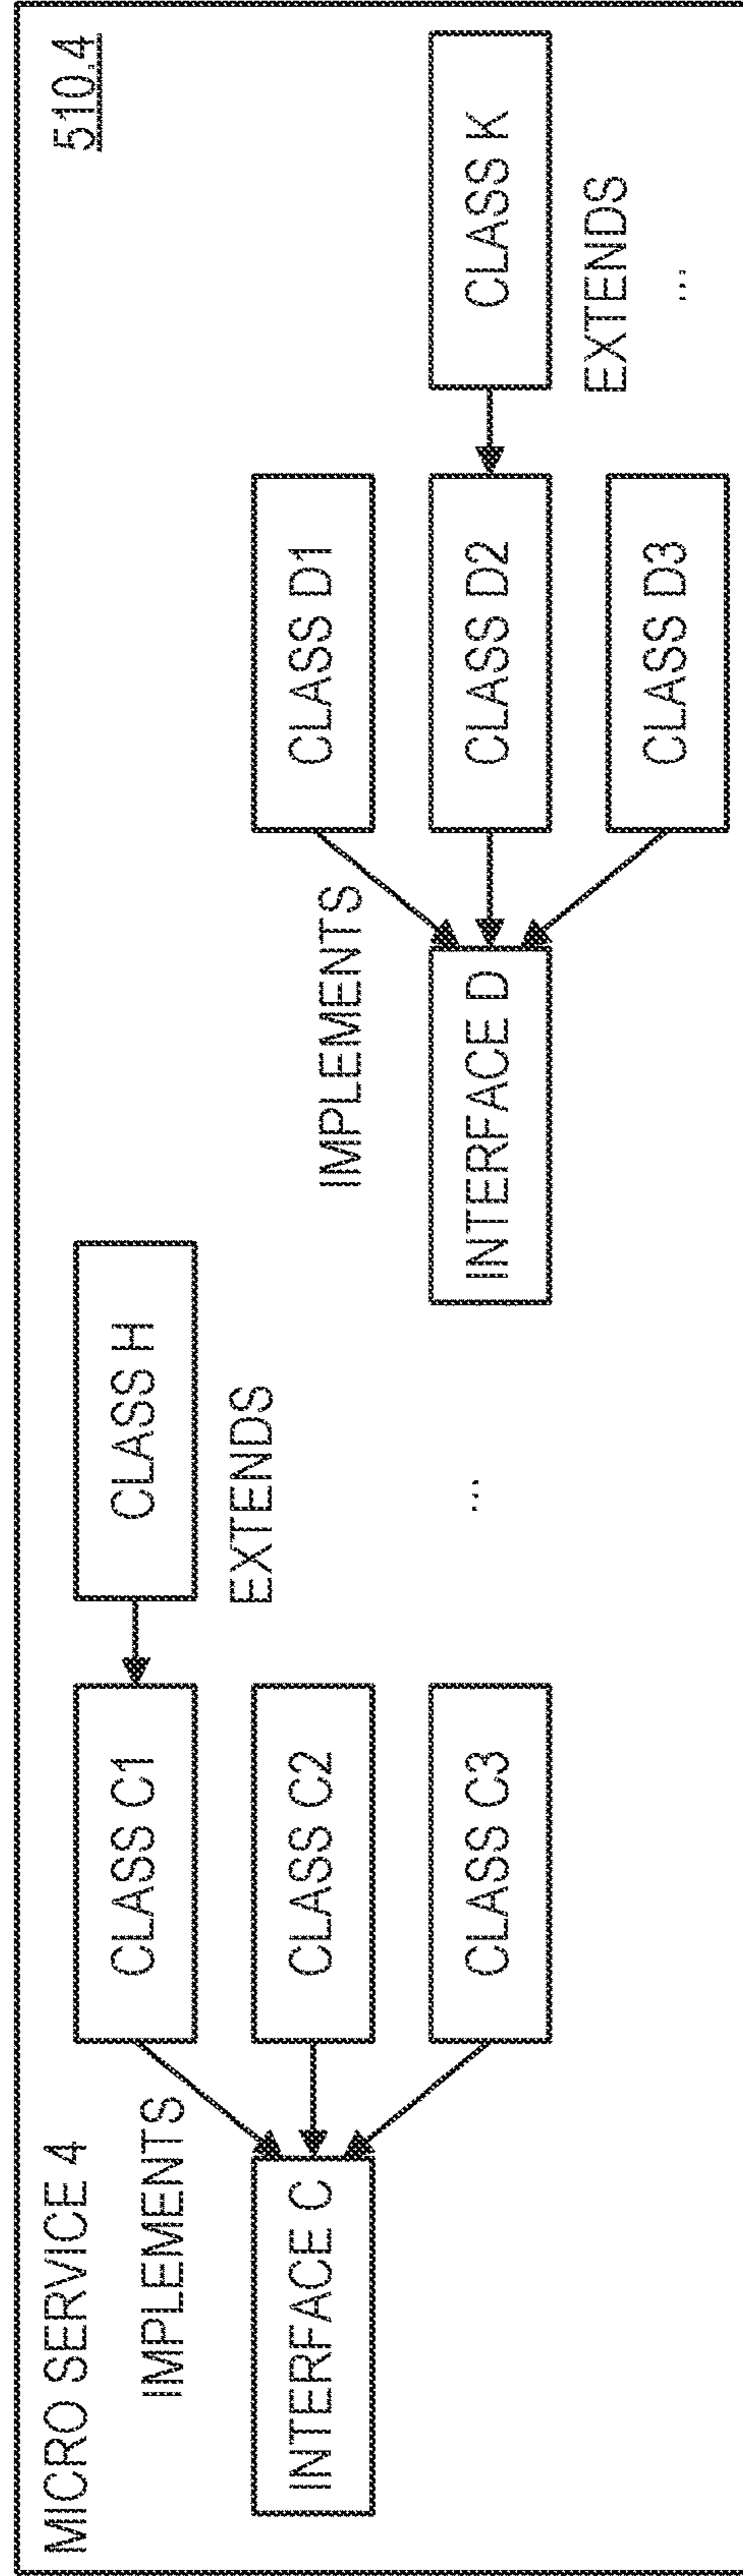 MICRO SERVICE 4
510.4
IMPLEMENTS
INTERFACE C
CLASS C1
CLASS C2
CLASS C3
CLASS H
EXTENDS
...
IMPLEMENTS
INTERFACE D
CLASS D1
CLASS D2
CLASS D3
CLASS K
EXTENDS
...